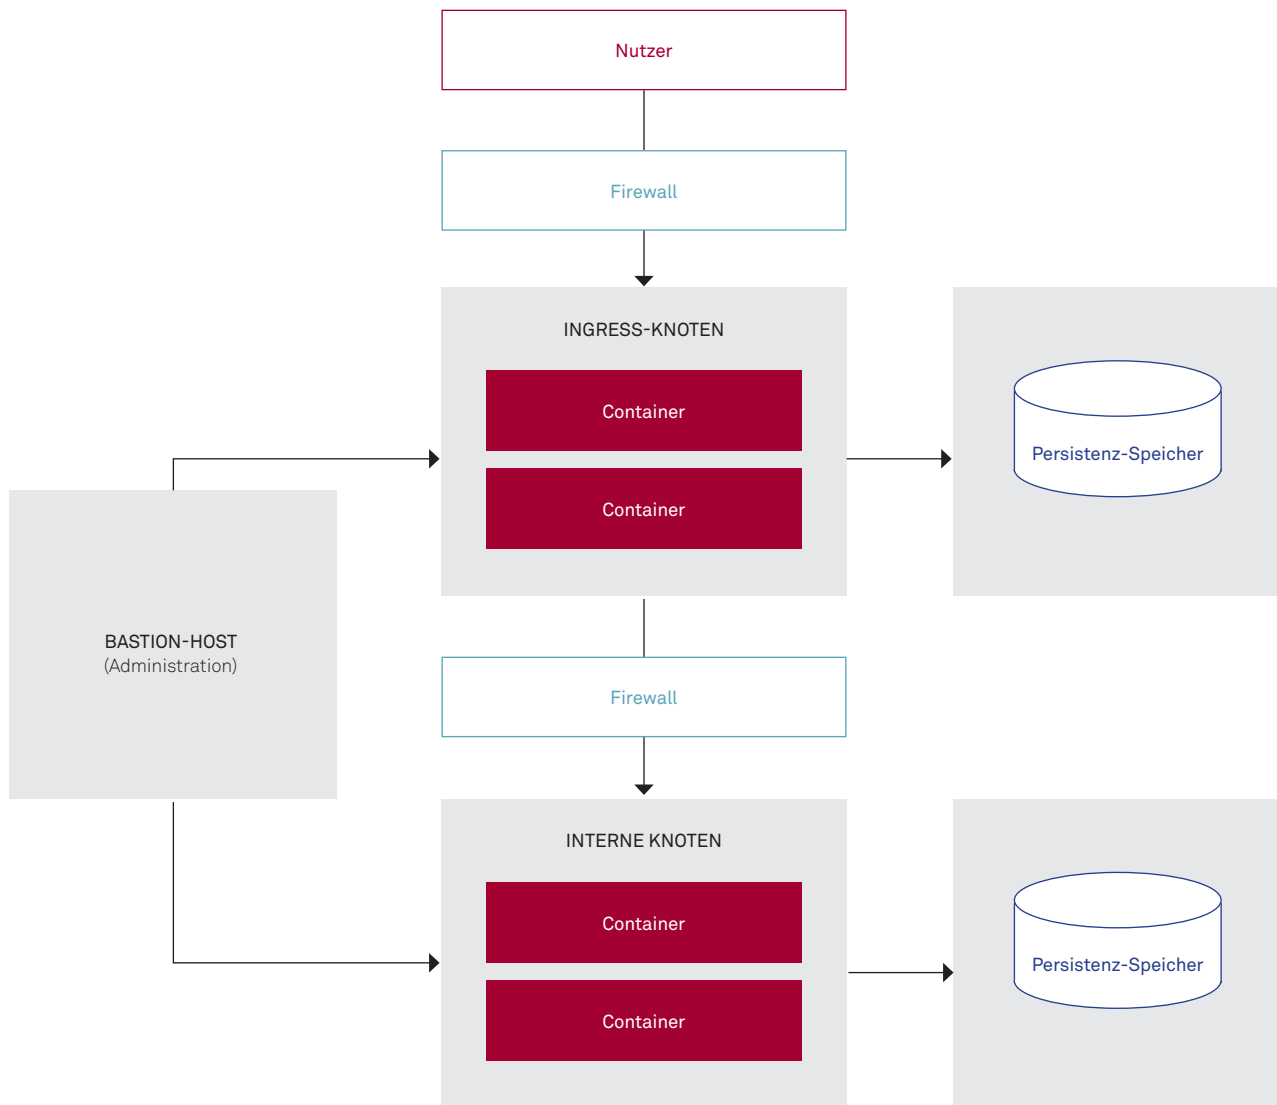 Nutzer
Firewall
INGRESS-KNOTEN
Container
Container
Persistenz-Speicher
BASTION-HOST
(Administration)
Firewall
INTERNE KNOTEN
Container
Container
Persistenz-Speicher